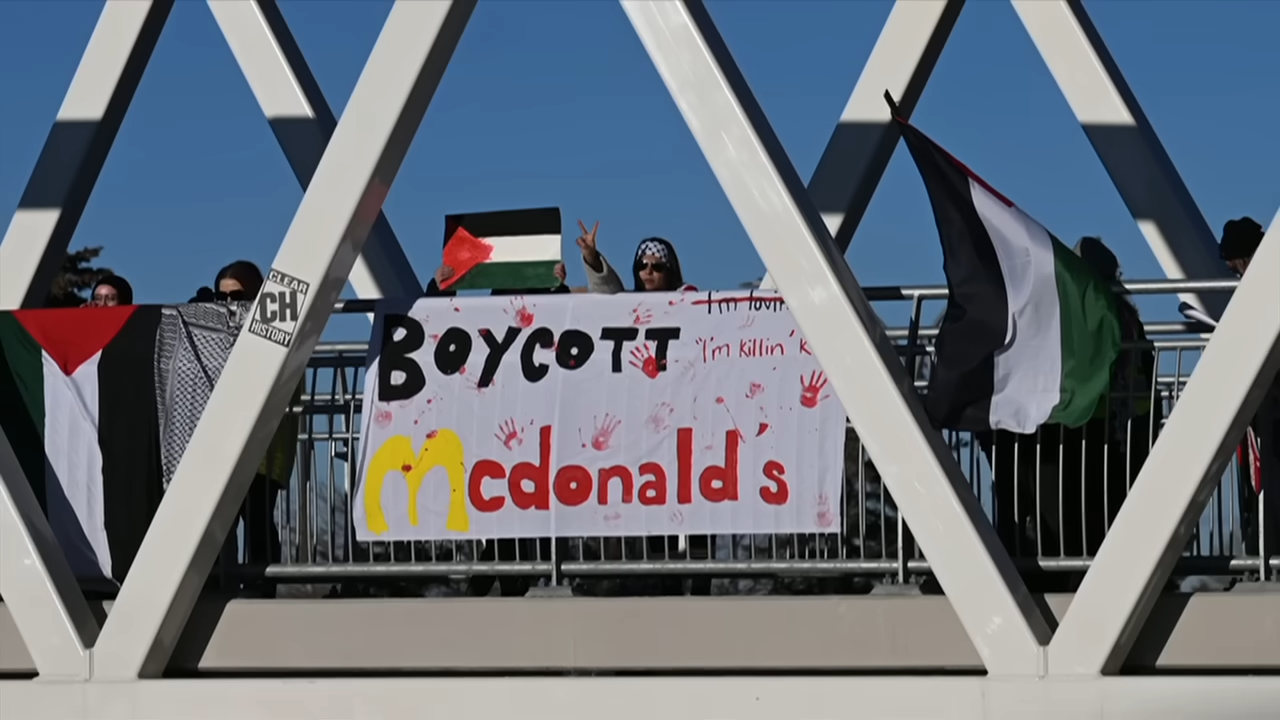 CLEAR
CH
HISTORY
I'm lovin
BOYCOTT
"I'm killin'
Mcdonald's